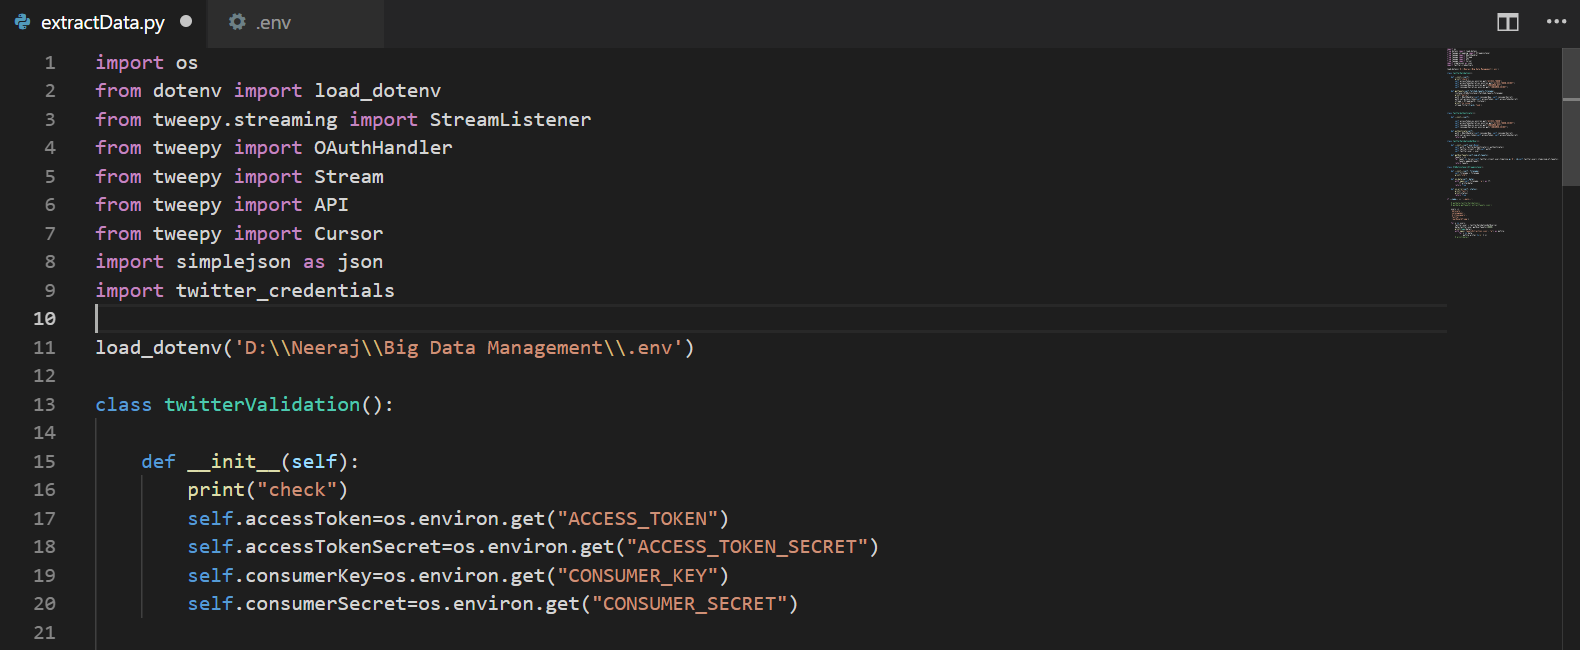 extractData.py .env
1 import os
2 from dotenv import load_dotenv
3 from tweepy.streaming import StreamListener
4 from tweepy import OAuthHandler
5 from tweepy import Stream
6 from tweepy import API
7 from tweepy import Cursor
8 import simplejson as json
9 import twitter_credentials
10
11 load_dotenv('D:\\Neeraj\\Big Data Management\\.env')
12
13 class twitterValidation():
14
15 def __init__(self):
16 print("check")
17 self.accessToken=os.environ.get("ACCESS_TOKEN")
18 self.accessTokenSecret=os.environ.get("ACCESS_TOKEN_SECRET")
19 self.consumerKey=os.environ.get("CONSUMER_KEY")
20 self.consumerSecret=os.environ.get("CONSUMER_SECRET")
21